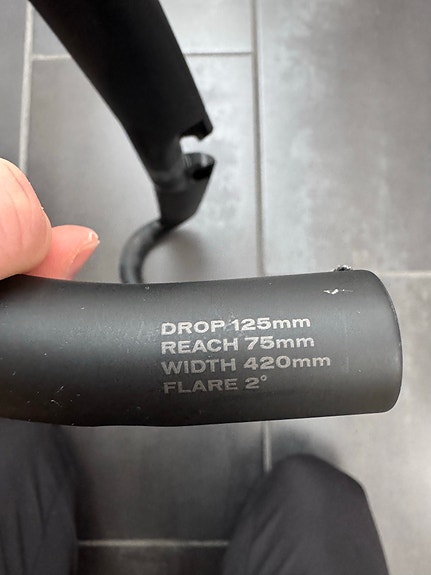 DROP 125mm
REACH 75mm
WIDTH 420mm
FLARE 2°